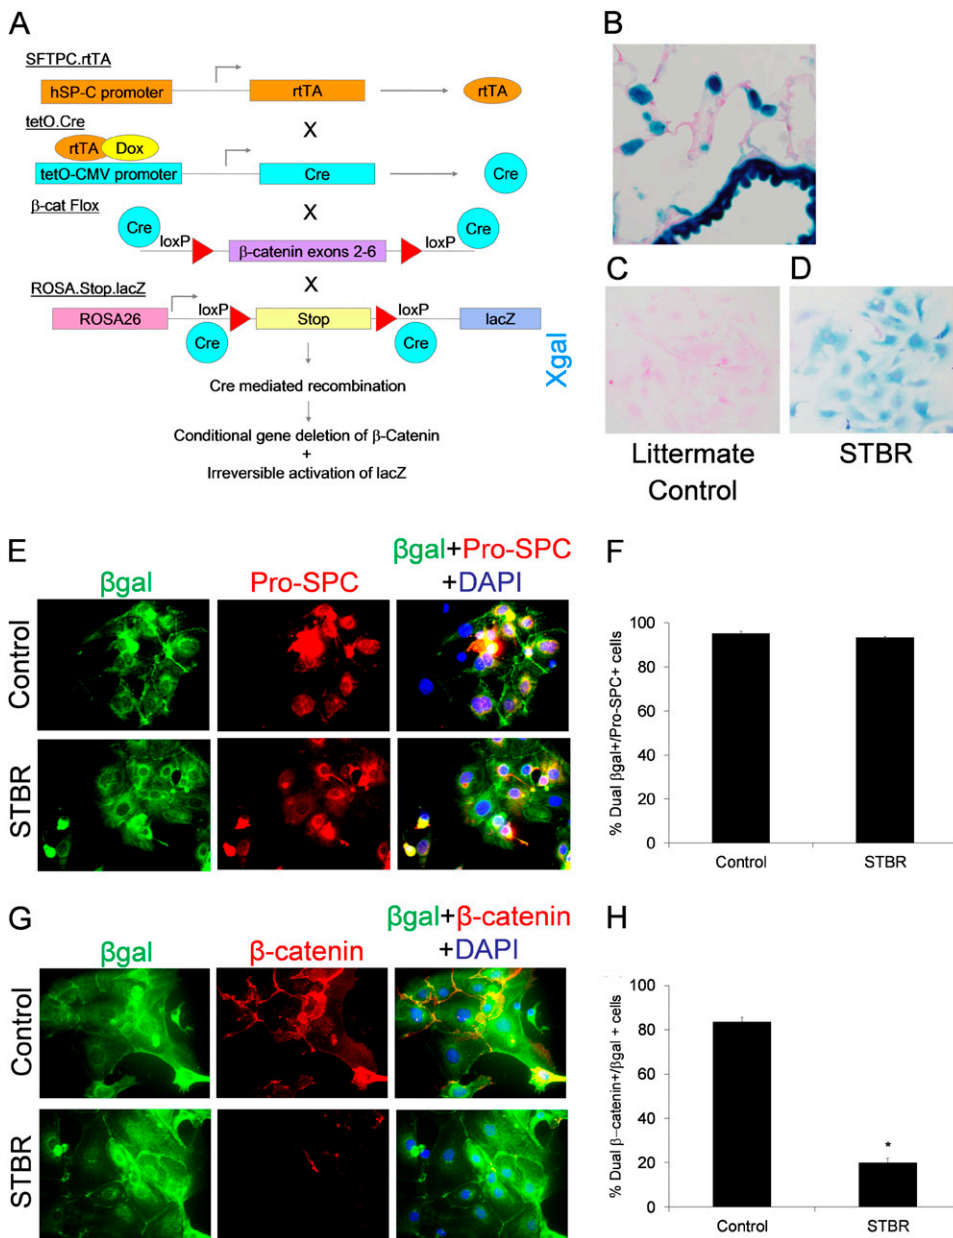 A
SFTPC.rtTA
hSP-C promoter
rtTA
rtTA
X
tetO.Cre
rtTA
Dox
tetO-CMV promoter
Cre
Cre
X
β-cat Flox
Cre
loxP
β-catenin exons 2-6
loxP
Cre
X
ROSA.Stop.lacZ
ROSA26
loxP
Cre
Stop
loxP
Cre
lacZ
Cre mediated recombination
Conditional gene deletion of β-Catenin
+
Irreversible activation of lacZ
B
Xgal
C
D
Littermate
Control
STBR
E
βgal
Pro-SPC
βgal+Pro-SPC
+DAPI
Control
STBR
F
% Dual βgal+/Pro-SPC+ cells
100
80
60
40
20
0
Control
STBR
G
βgal
β-catenin
βgal+β-catenin
+DAPI
Control
STBR
H
% Dual β-catenin+/βgal + cells
100
80
60
40
20
0
*
Control
STBR